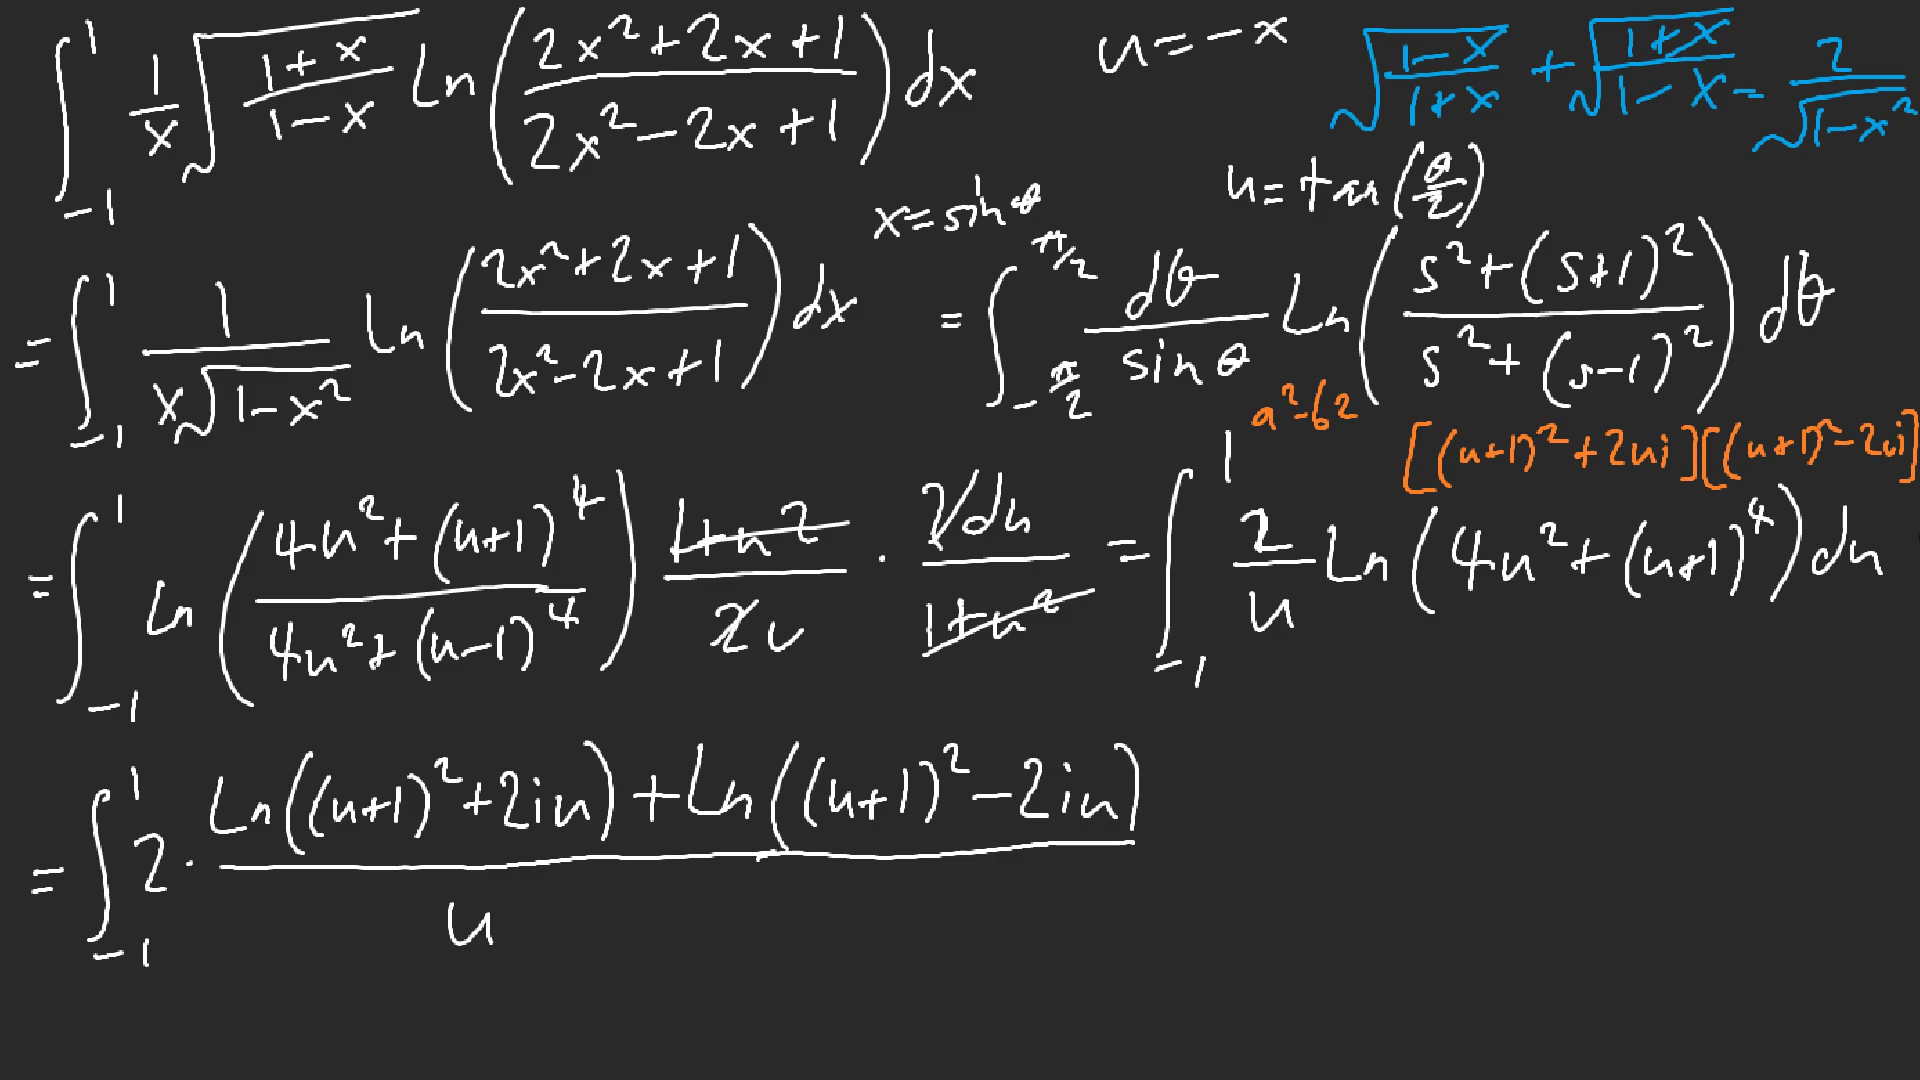 ∫_{-1}^{1} 1/x √((1+x)/(1-x)) Ln((2x²+2x+1)/(2x²-2x+1)) dx
u=-x
√((1-x)/(1+x)) + √((1+x)/(1-x)) = 2/√(1-x²)
x=sinθ
u=tan(θ/2)
= ∫_{-1}^{1} 1/(x√(1-x²)) Ln((2x²+2x+1)/(2x²-2x+1)) dx = ∫_{-π/2}^{π/2} dθ/sinθ Ln((s²+(s+1)²)/(s²+(s-1)²)) dθ
a²-b²
[(u+1)²+2ui][(u+1)²-2ui]
= ∫_{-1}^{1} ln((4u²+(u+1)⁴)/(4u²+(u-1)⁴)) (1+u²)/(2u) · (2du)/(1+u²) = ∫_{-1}^{1} 2/u Ln(4u²+(u+1)⁴) du
= ∫_{-1}^{1} 2 · (Ln((u+1)²+2iu)+Ln((u+1)²-2iu))/u